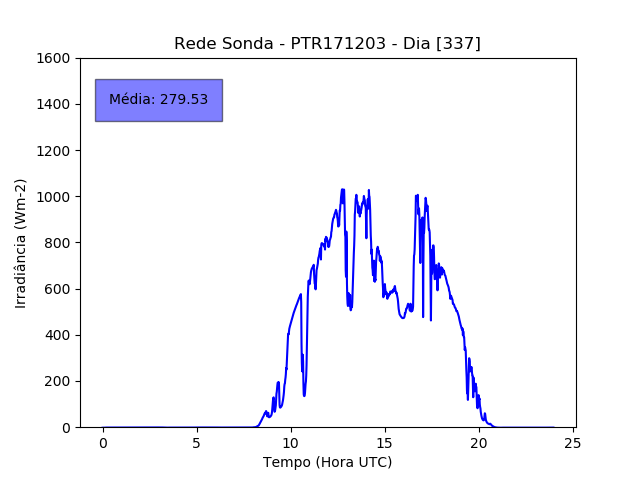 Rede Sonda - PTR171203 - Dia [337]
1600
1400
1200
1000
800
600
400
200
0
Média: 279.53
Irradiância (Wm-2)
0 5 10 15 20 25
Tempo (Hora UTC)